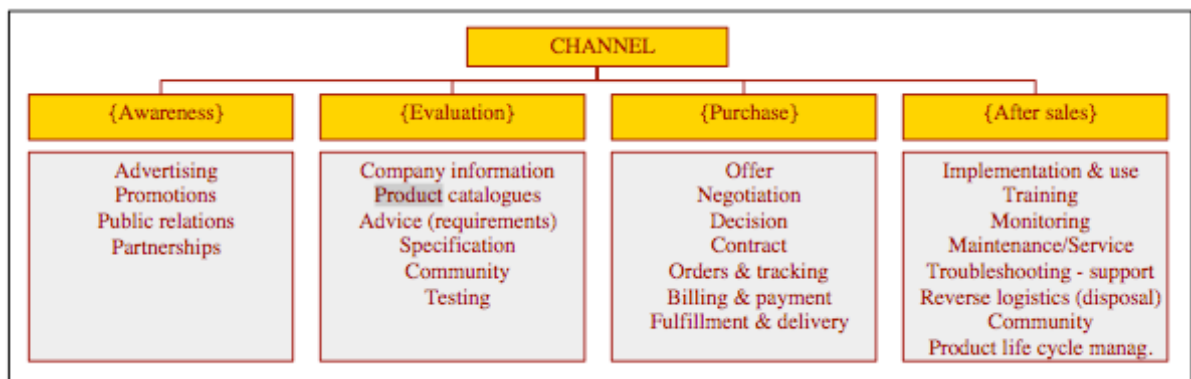 CHANNEL
{Awareness}
Advertising
Promotions
Public relations
Partnerships
{Evaluation}
Company information
Product catalogues
Advice (requirements)
Specification
Community
Testing
{Purchase}
Offer
Negotiation
Decision
Contract
Orders & tracking
Billing & payment
Fulfillment & delivery
{After sales}
Implementation & use
Training
Monitoring
Maintenance/Service
Troubleshooting - support
Reverse logistics (disposal)
Community
Product life cycle manag.